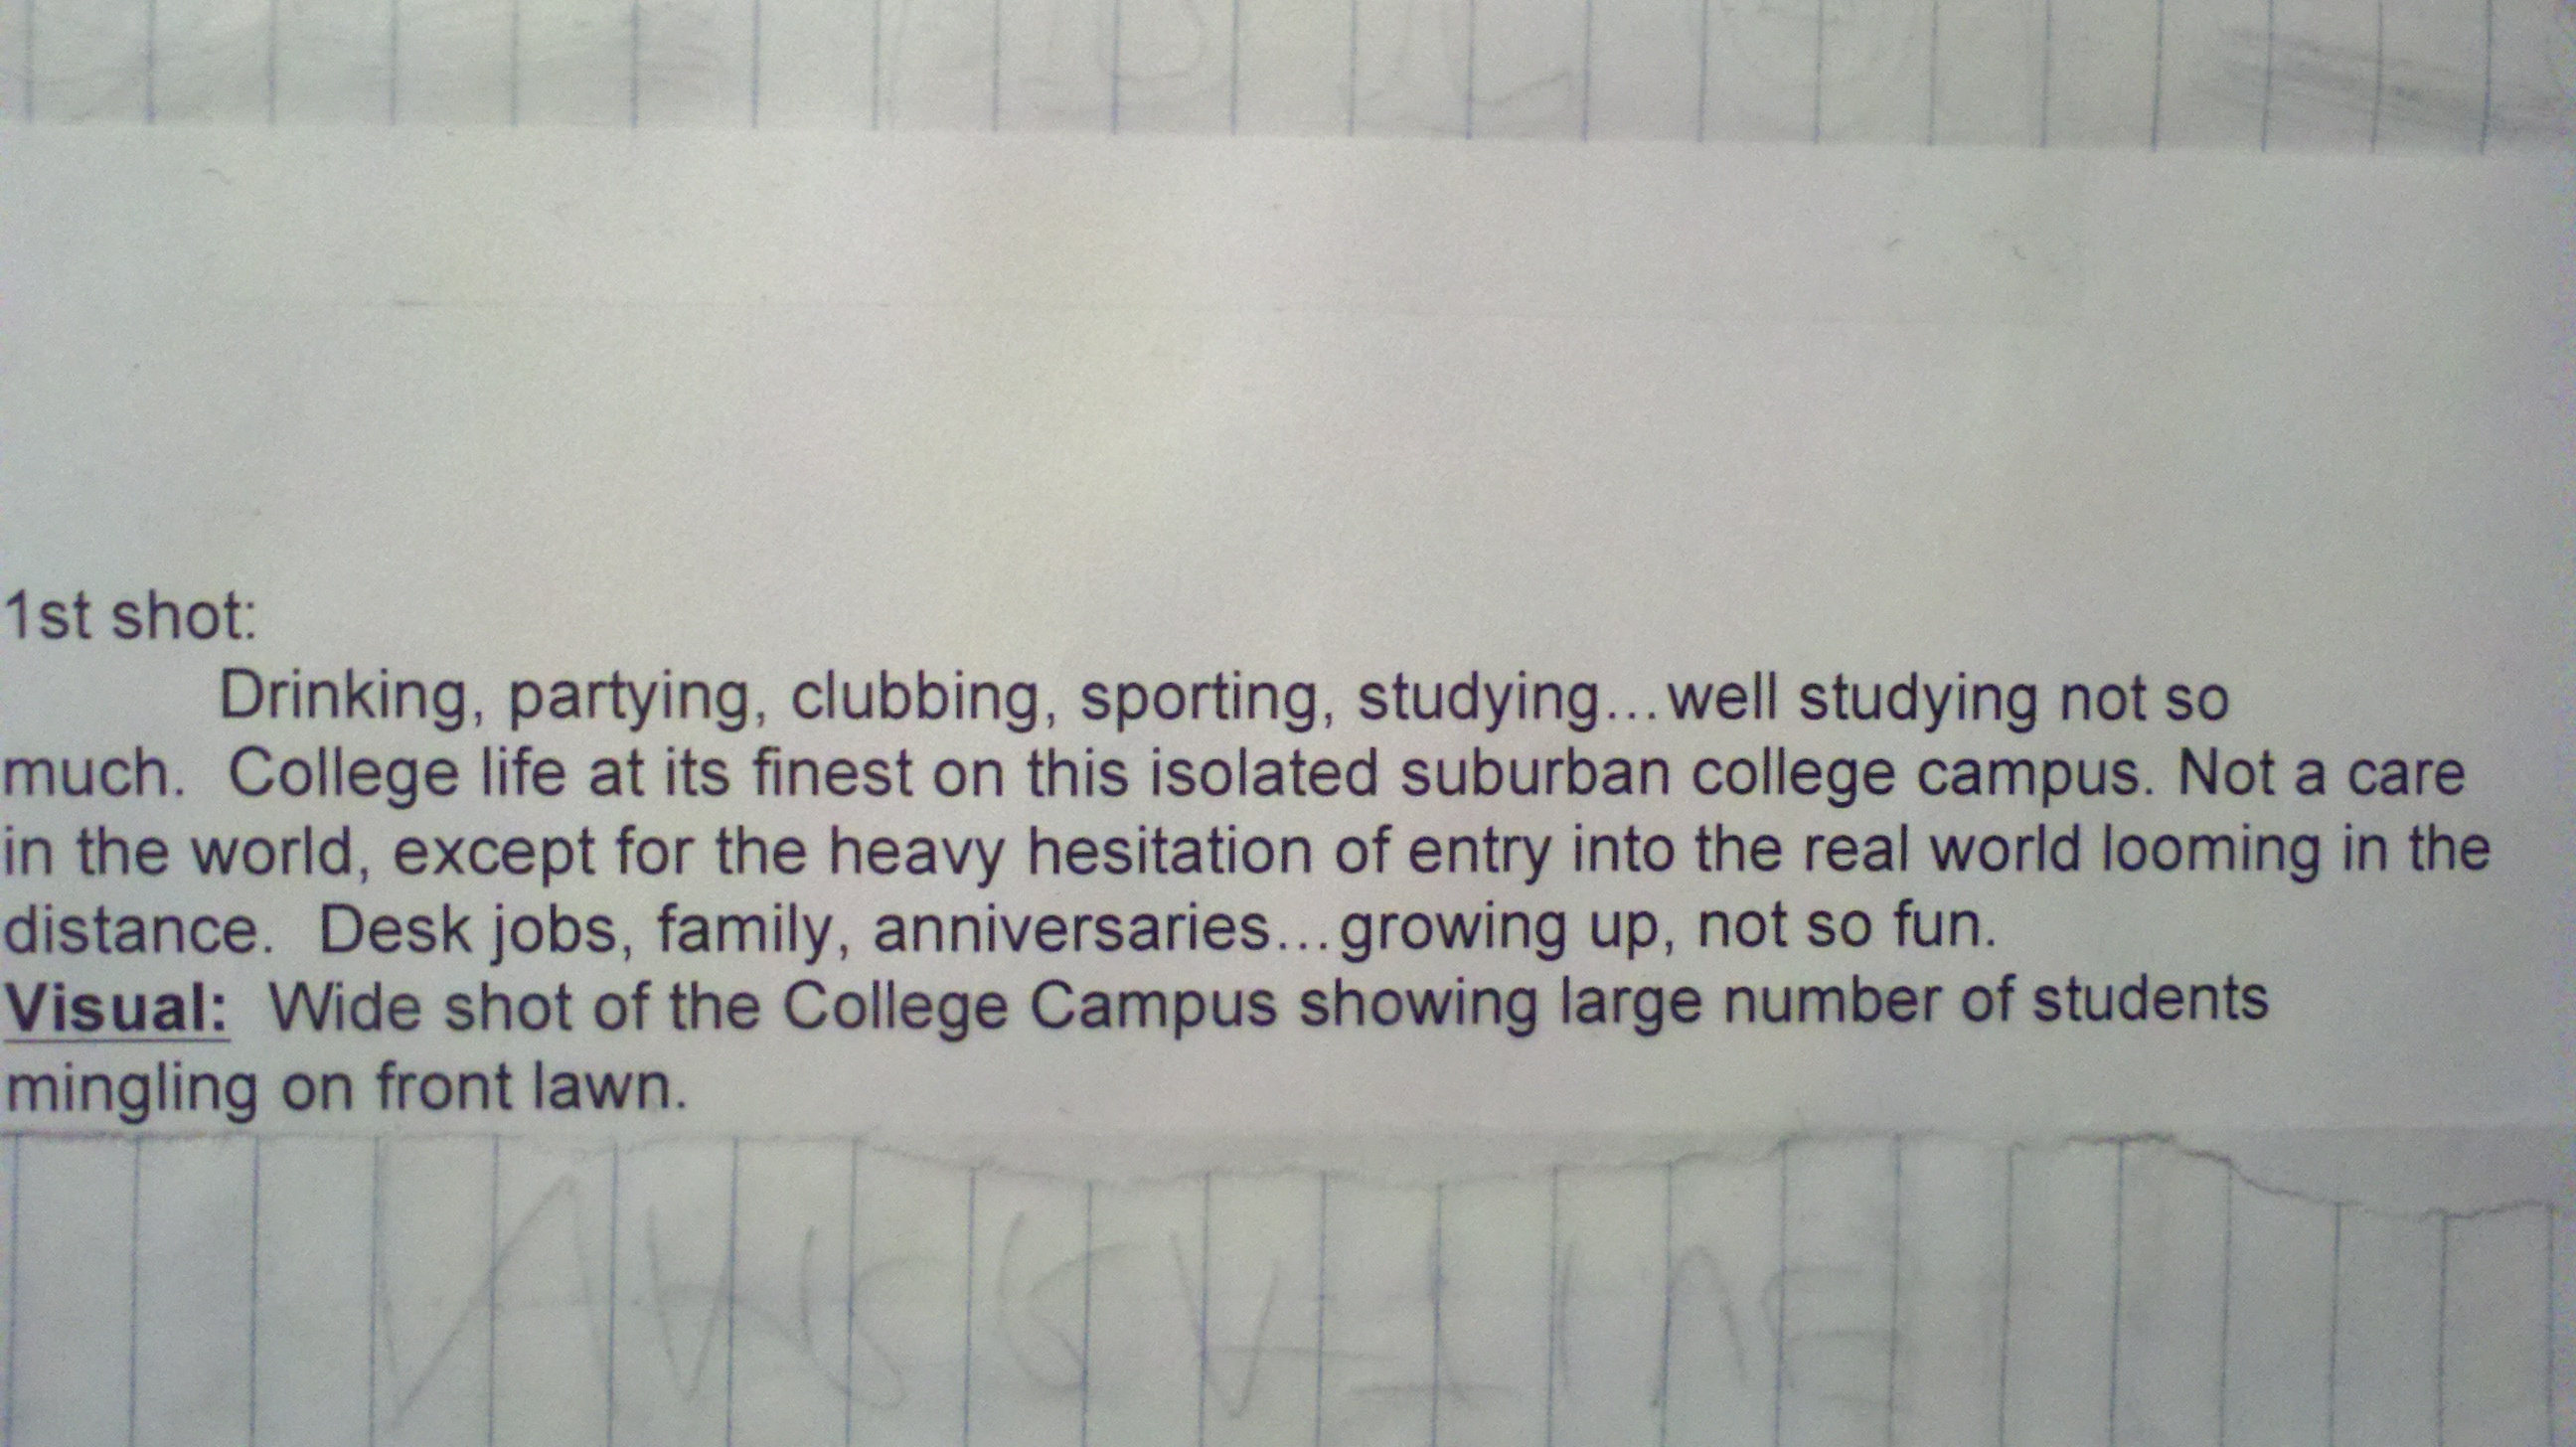 1st shot:
Drinking, partying, clubbing, sporting, studying...well studying not so
much.  College life at its finest on this isolated suburban college campus. Not a care
in the world, except for the heavy hesitation of entry into the real world looming in the
distance.  Desk jobs, family, anniversaries...growing up, not so fun.
Visual:  Wide shot of the College Campus showing large number of students
mingling on front lawn.